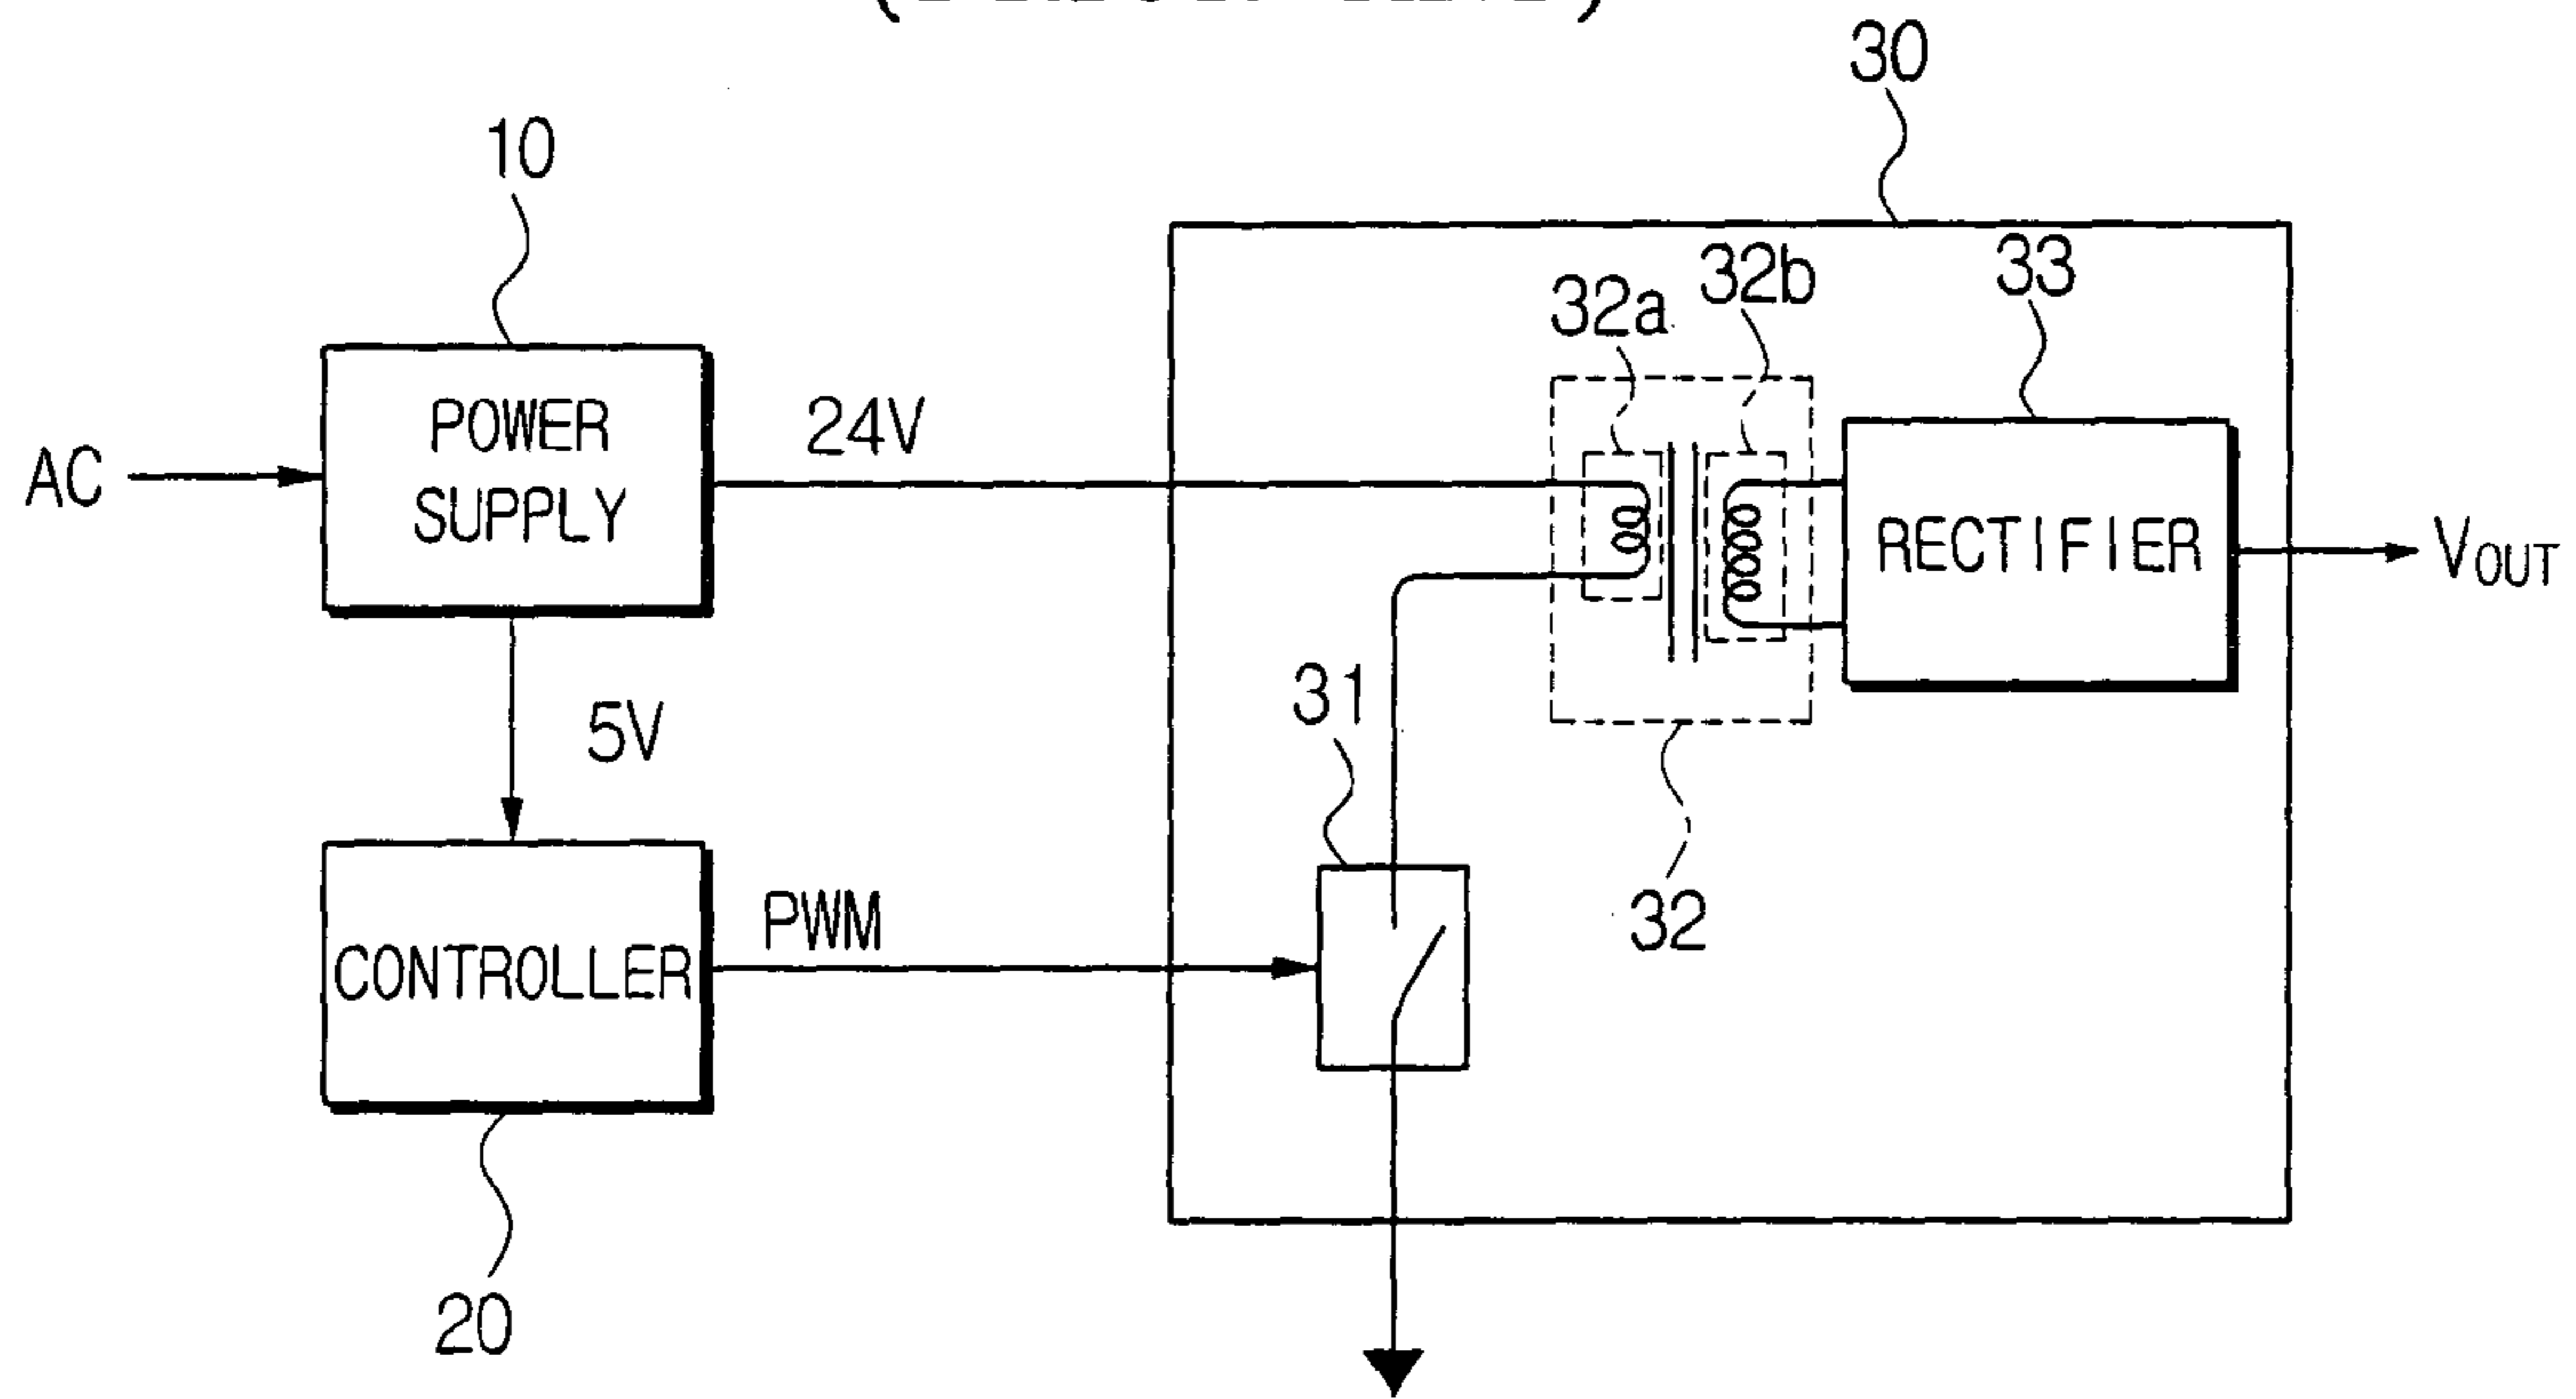 30
10
32a
32b
33
24V
AC
POWER
SUPPLY
RECTIFIER
VOUT
5V
31
PWM
32
CONTROLLER
20